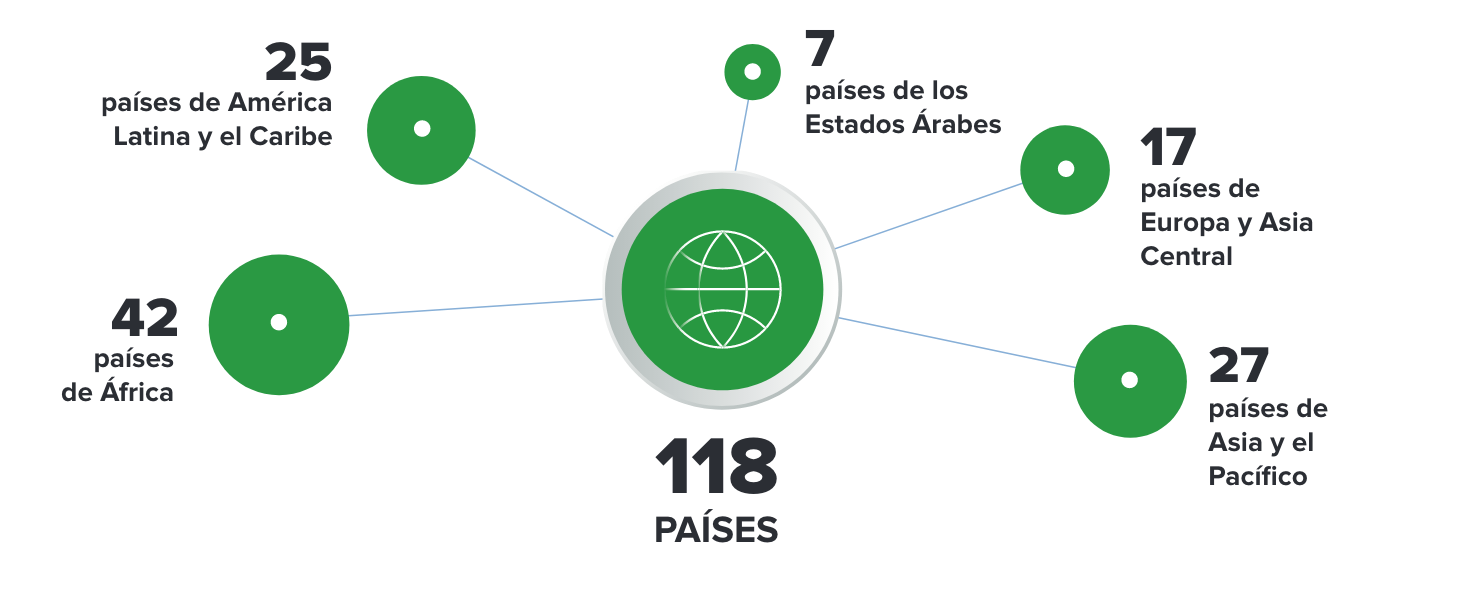 25
países de América
Latina y el Caribe
7
países de los
Estados Árabes
17
países de
Europa y Asia
Central
42
países
de África
27
países de
Asia y el
Pacífico
118
PAÍSES